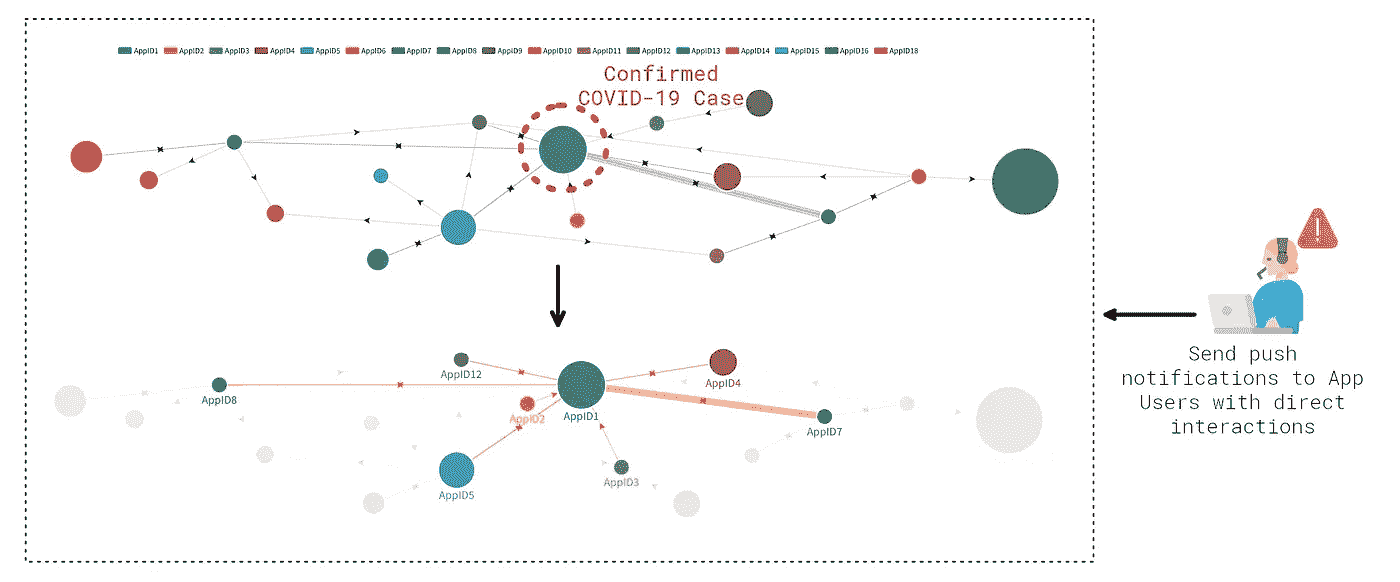 AppID1 AppID2 AppID3 AppID4 AppID5 AppID6 AppID7 AppID8 AppID9 AppID10 AppID11 AppID12 AppID13 AppID14 AppID15 AppID16 AppID18
Confirmed
COVID-19 Case
AppID12
AppID4
AppID8
AppID2
AppID1
AppID7
AppID5
AppID3
Send push
notifications to App
Users with direct
interactions